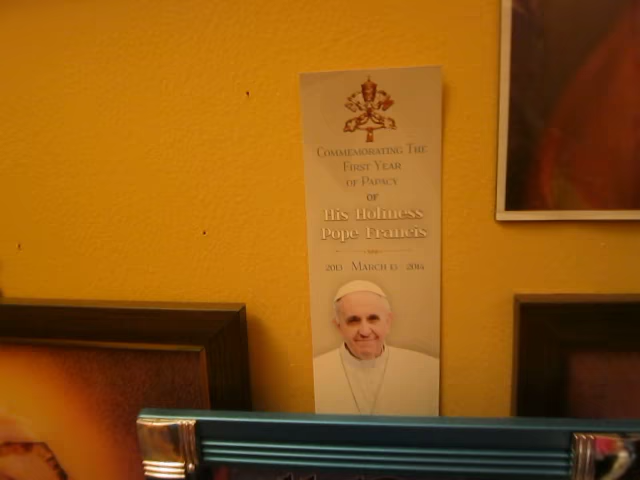 COMMEMORATING THE
FIRST YEAR
OF PAPACY
OF
His Holiness
Pope Francis
2013 MARCH 13 2014